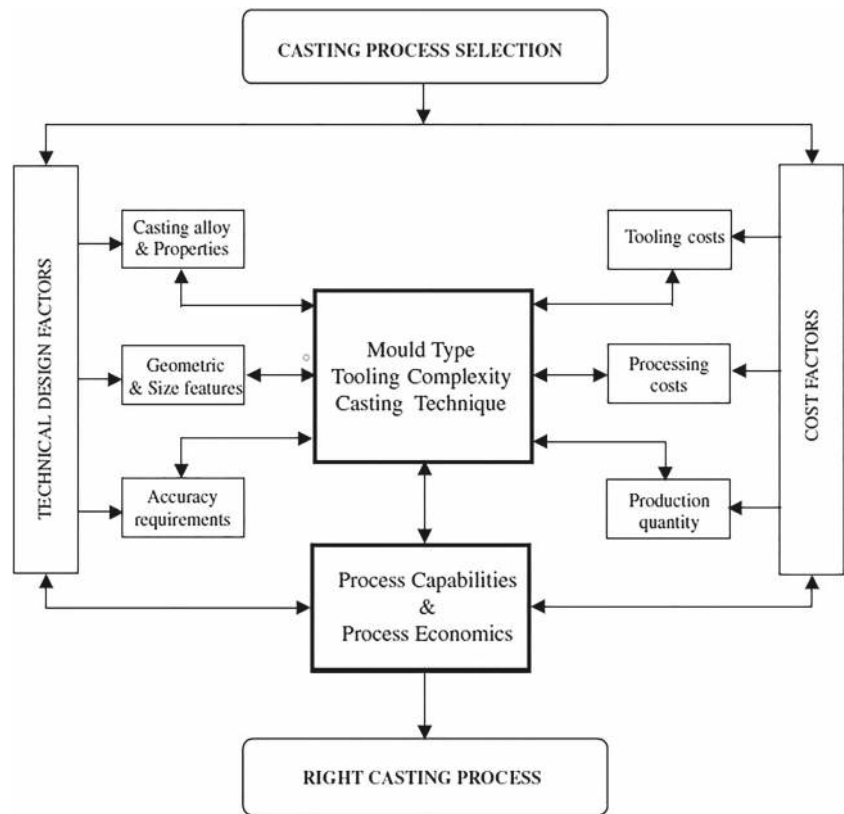 CASTING PROCESS SELECTION
TECHNICAL DESIGN FACTORS
Casting alloy
& Properties
Geometric
& Size features
Accuracy
requirements
Mould Type
Tooling Complexity
Casting Technique
Tooling costs
Processing
costs
Production
quantity
COST FACTORS
Process Capabilities
&
Process Economics
RIGHT CASTING PROCESS